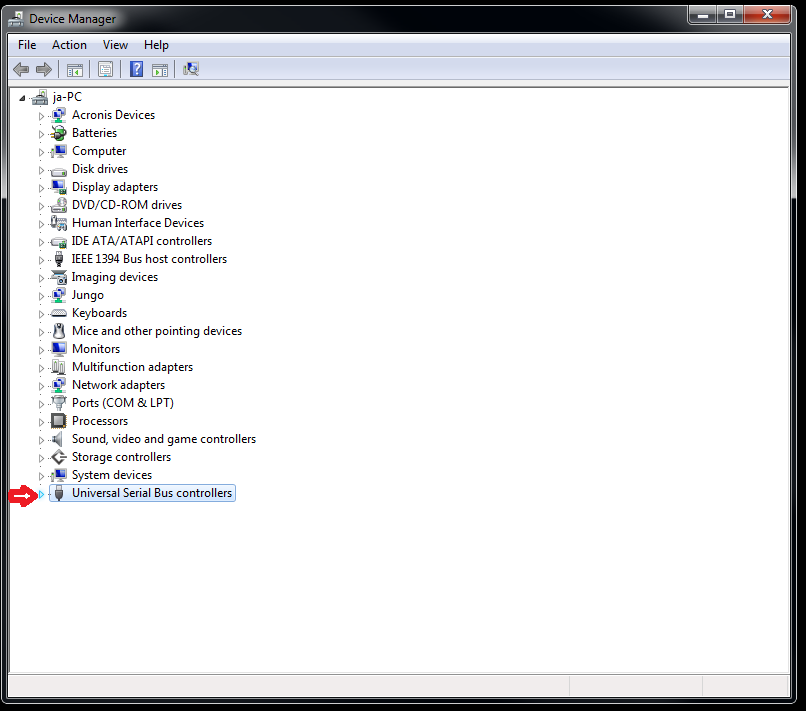 Device Manager
File Action View Help
ja-PC
Acronis Devices
Batteries
Computer
Disk drives
Display adapters
DVD/CD-ROM drives
Human Interface Devices
IDE ATA/ATAPI controllers
IEEE 1394 Bus host controllers
Imaging devices
Jungo
Keyboards
Mice and other pointing devices
Monitors
Multifunction adapters
Network adapters
Ports (COM & LPT)
Processors
Sound, video and game controllers
Storage controllers
System devices
Universal Serial Bus controllers